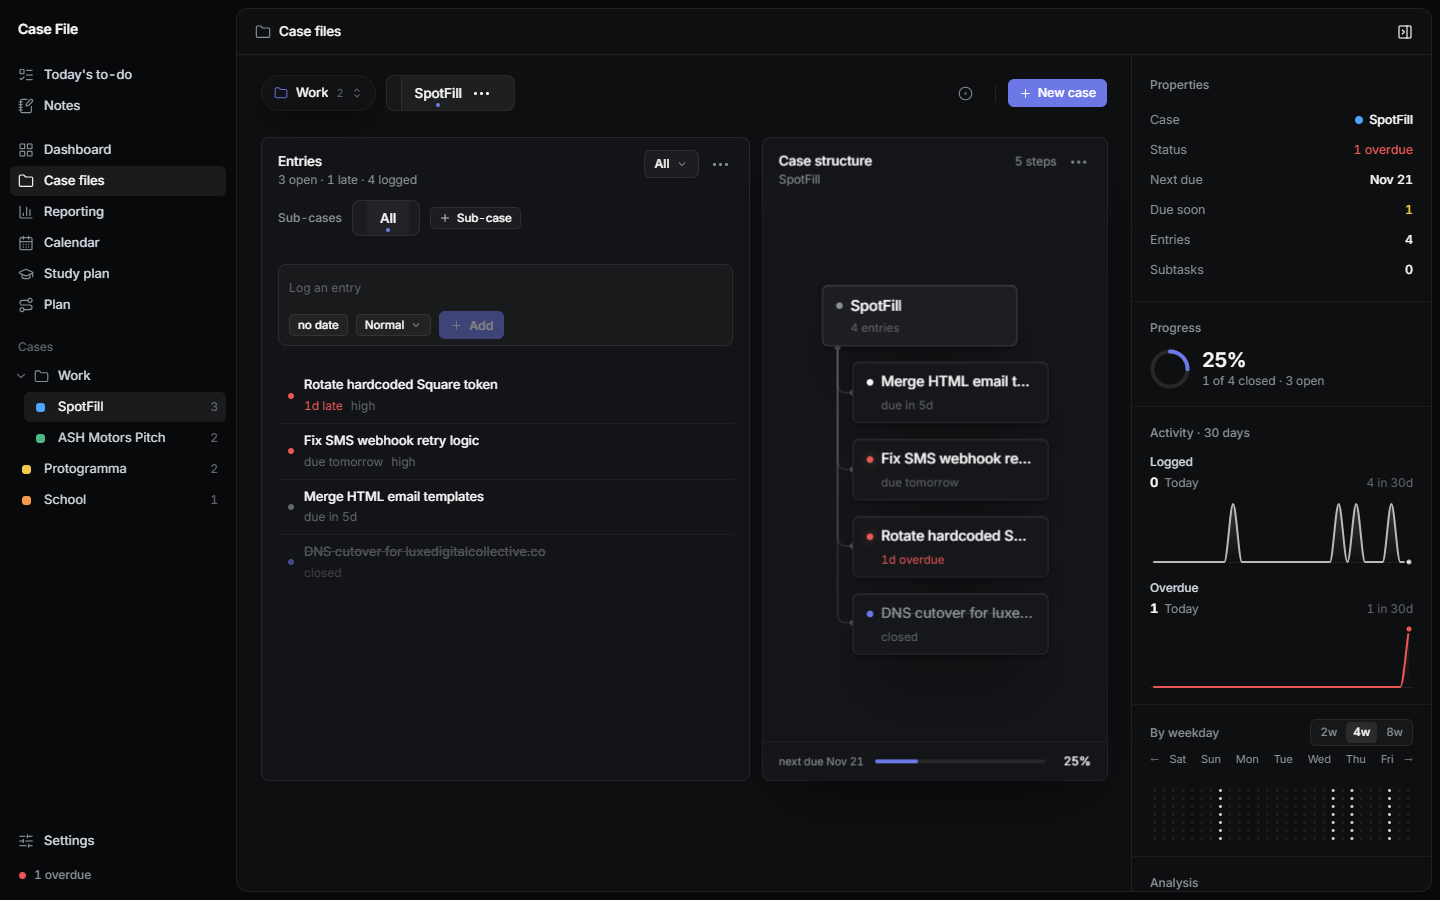 Case File
Today's to-do
Notes
Dashboard
Case files
Reporting
Calendar
Study plan
Plan
Cases
Work
SpotFill 3
ASH Motors Pitch 2
Protogramma 2
School 1
Settings
1 overdue
Case files
Work 2
SpotFill
New case
Entries
3 open · 1 late · 4 logged
All
Sub-cases
All
+ Sub-case
Log an entry
no date
Normal
+ Add
Rotate hardcoded Square token
1d late high
Fix SMS webhook retry logic
due tomorrow high
Merge HTML email templates
due in 5d
DNS cutover for luxedigitalcollective.co
closed
Case structure
5 steps
SpotFill
SpotFill
4 entries
Merge HTML email t...
due in 5d
Fix SMS webhook re...
due tomorrow
Rotate hardcoded S...
1d overdue
DNS cutover for luxe...
closed
next due Nov 21
25%
Properties
Case SpotFill
Status 1 overdue
Next due Nov 21
Due soon 1
Entries 4
Subtasks 0
Progress
25%
1 of 4 closed · 3 open
Activity · 30 days
Logged
0 Today 4 in 30d
Overdue
1 Today 1 in 30d
By weekday
2w 4w 8w
← Sat Sun Mon Tue Wed Thu Fri →
Analysis